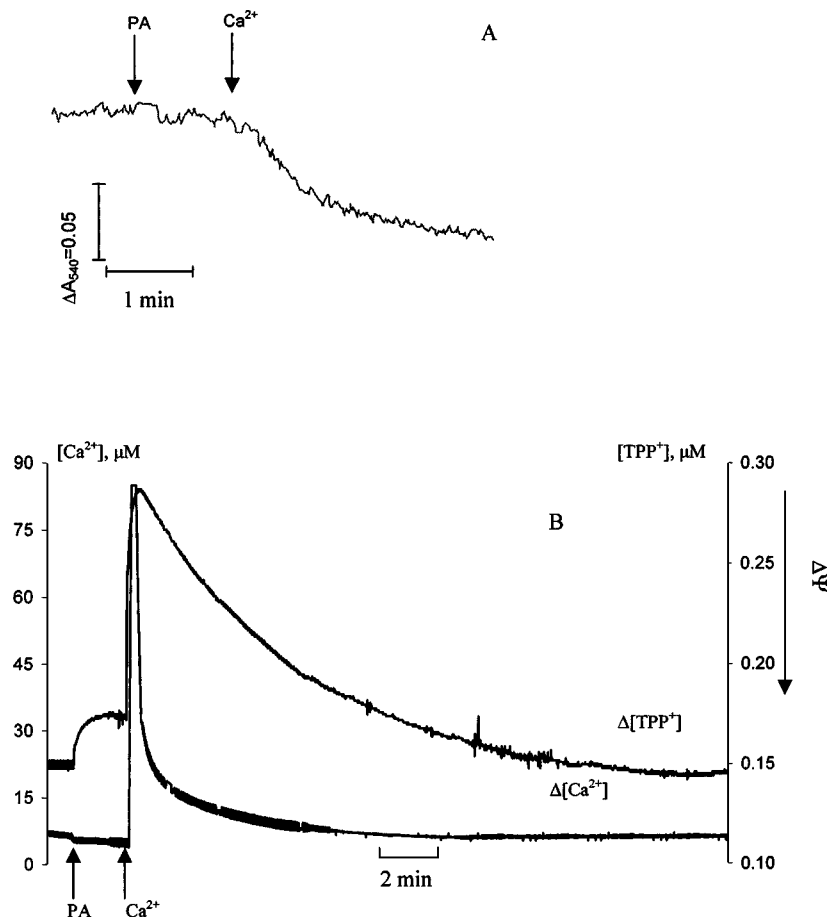 PA
Ca²⁺
A
ΔA₅₄₀=0.05
1 min
[Ca²⁺], μM
[TPP⁺], μM
90
75
60
45
30
15
0
0.30
0.25
0.20
0.15
0.10
B
ΔΨ
Δ[TPP⁺]
Δ[Ca²⁺]
2 min
PA
Ca²⁺